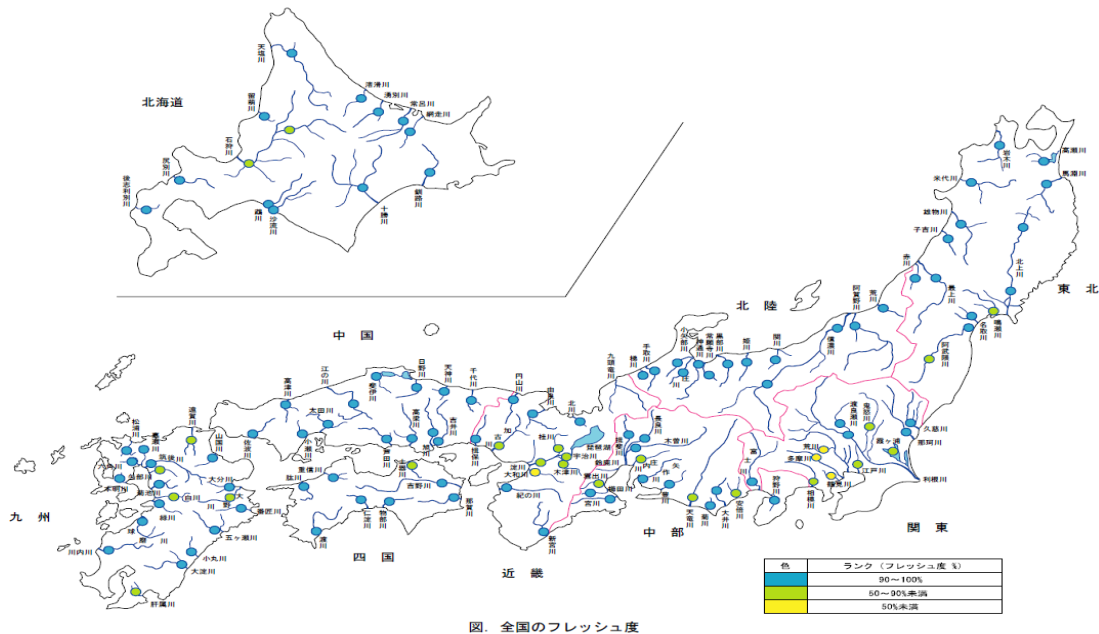 北海道
天塩川
渚滑川
湧別川
常呂川
網走川
留萌川
石狩川
尻別川
後志利別川
鵡川
沙流川
十勝川
釧路川
東北
岩木川
高瀬川
馬淵川
米代川
雄物川
子吉川
北上川
赤川
最上川
鳴瀬川
名取川
阿武隈川
北陸
荒川
阿賀野川
信濃川
関川
姫川
黒部川
常願寺川
神通川
庄川
小矢部川
手取川
梯川
関東
久慈川
那珂川
利根川
霞ヶ浦
鬼怒川
渡良瀬川
江戸川
荒川
多摩川
鶴見川
相模川
中部
富士川
狩野川
安倍川
大井川
菊川
天竜川
豊川
矢作川
庄内川
木曽川
長良川
揖斐川
鈴鹿川
雲出川
櫛田川
宮川
近畿
九頭竜川
北川
由良川
円山川
琵琶湖
桂川
宇治川
木津川
淀川
大和川
加古川
揖保川
紀の川
新宮川
中国
千代川
天神川
日野川
斐伊川
江の川
高津川
太田川
小瀬川
佐波川
芦田川
高梁川
旭川
吉井川
四国
重信川
肱川
土器川
吉野川
那賀川
物部川
仁淀川
渡川
九州
遠賀川
山国川
松浦川
嘉瀬川
六角川
筑後川
矢部川
本明川
菊池川
白川
緑川
大分川
大野川
番匠川
五ヶ瀬川
球磨川
川内川
小丸川
大淀川
肝属川
色 ランク（フレッシュ度 %）
90～100%
50～90%未満
50%未満
図．全国のフレッシュ度